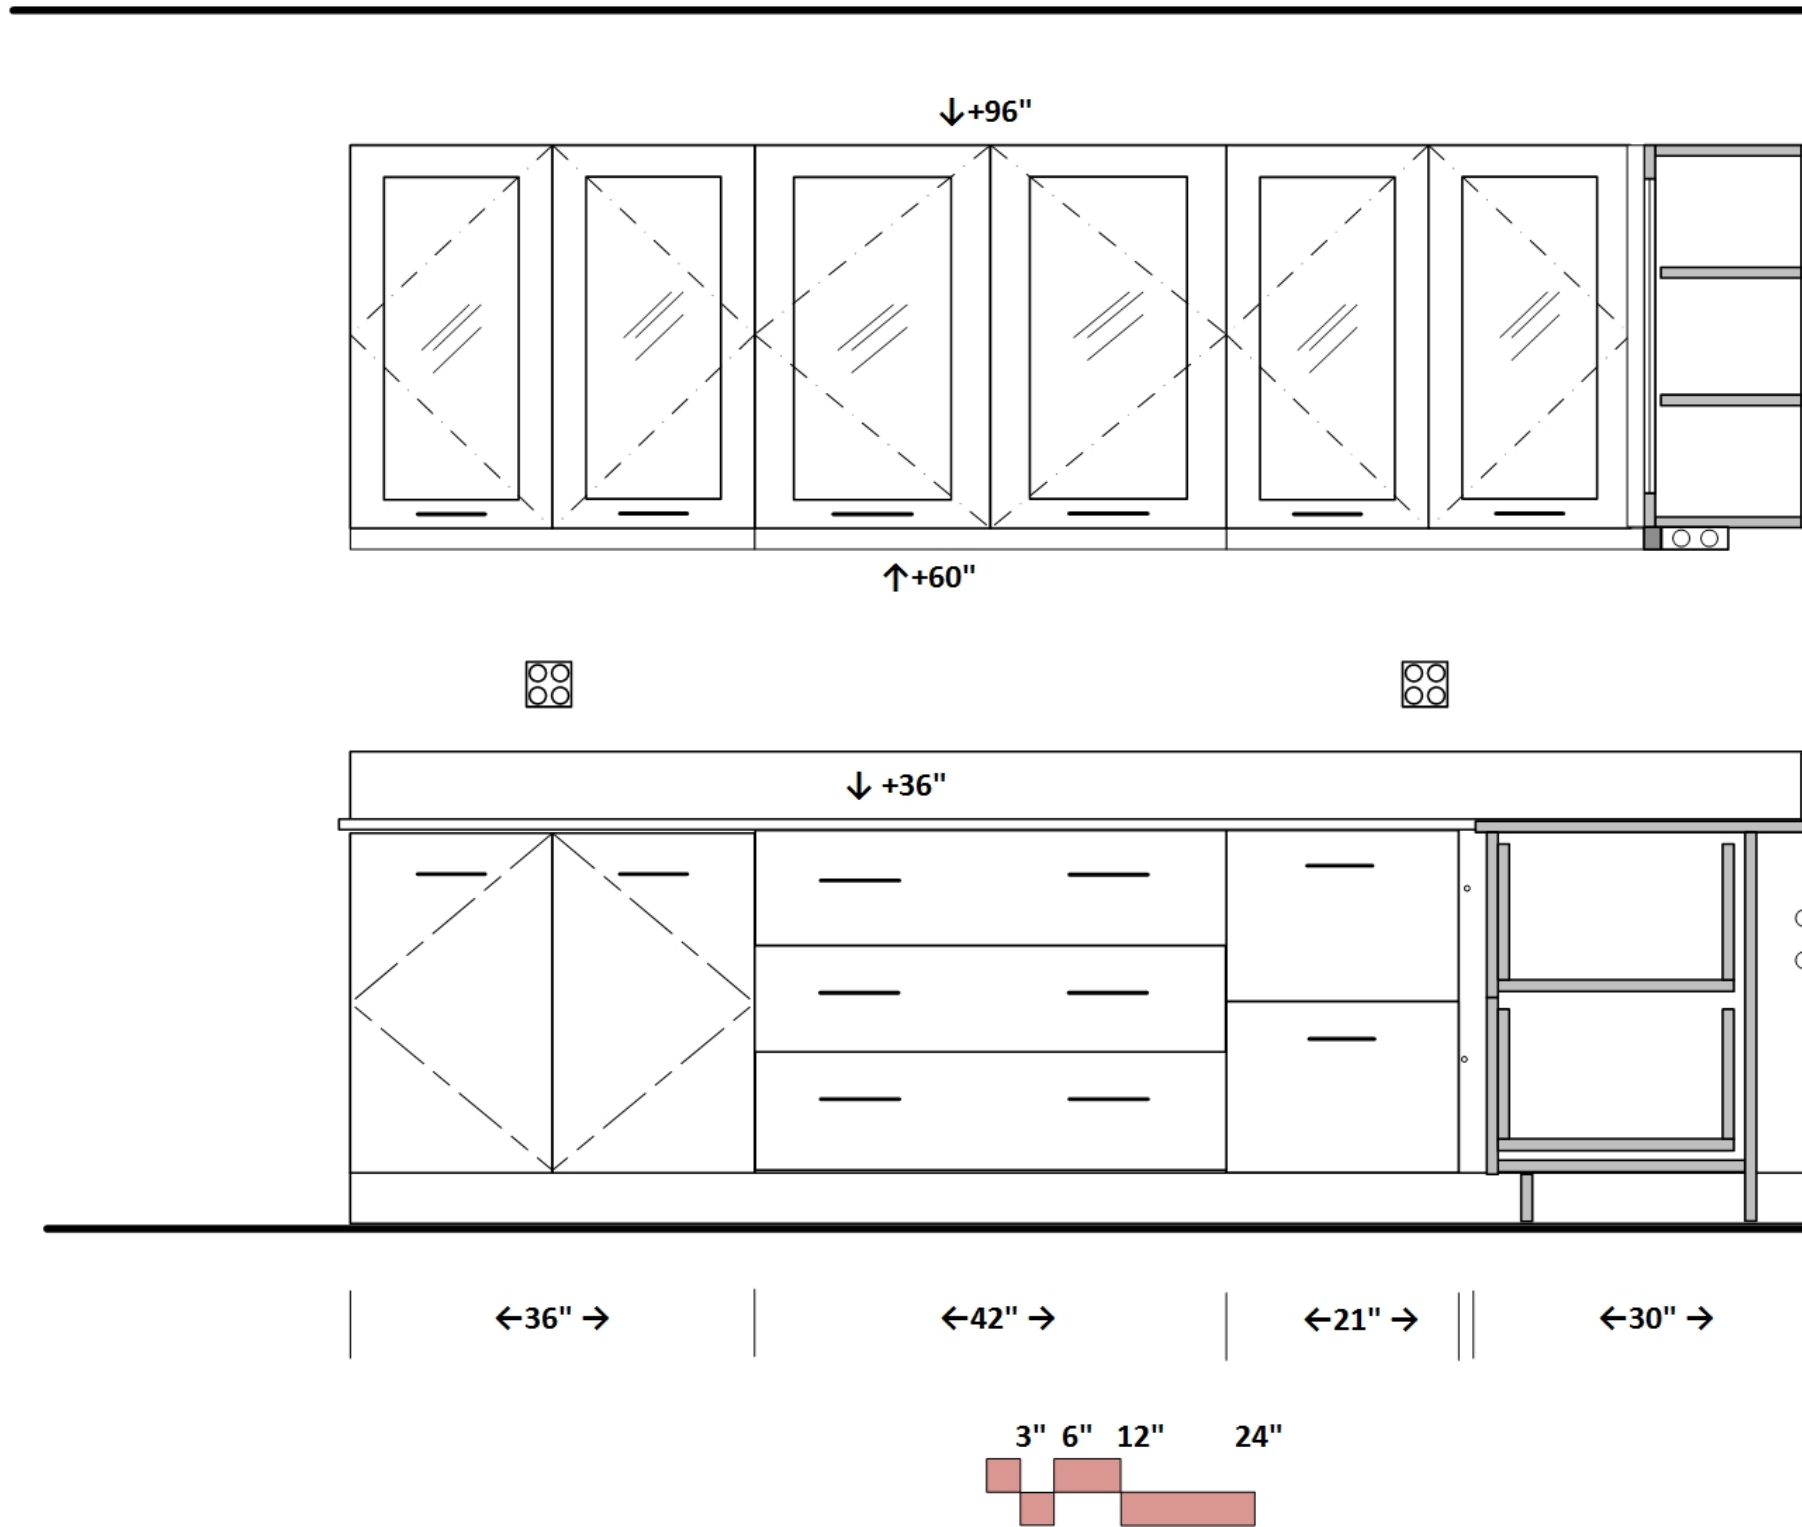 ↓+96"
↑+60"
↓ +36"
←36" → ←42" → ←21" → ←30" →
3" 6" 12" 24"